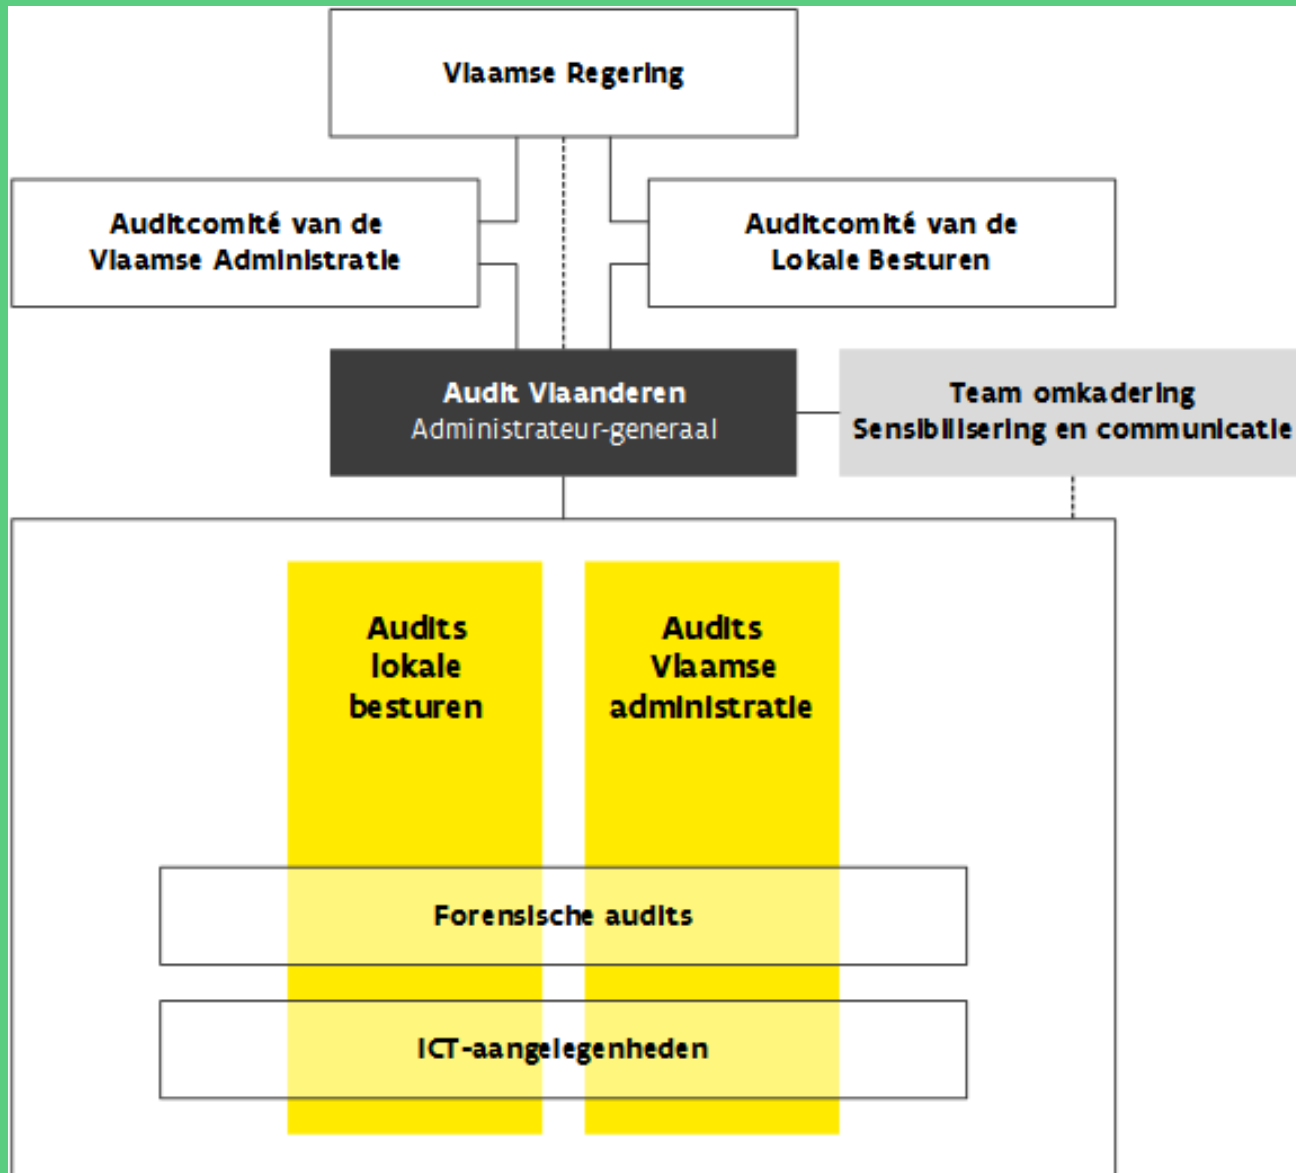 Vlaamse Regering
Auditcomité van de
Vlaamse Administratie
Auditcomité van de
Lokale Besturen
Audit Vlaanderen
Administrateur-generaal
Team omkadering
Sensibilisering en communicatie
Audits
lokale
besturen
Audits
Vlaamse
administratie
Forensische audits
ICT-aangelegenheden